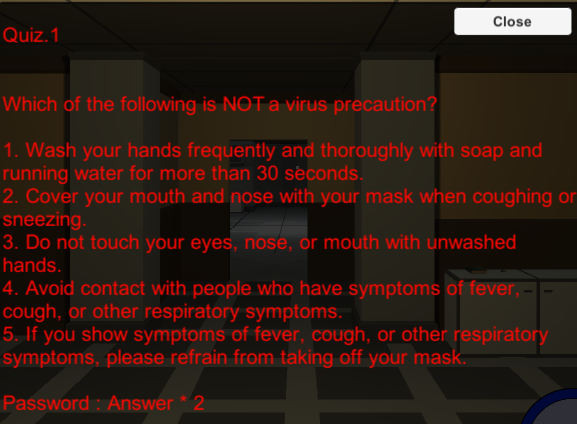 Close
Quiz.1
Which of the following is NOT a virus precaution?
1. Wash your hands frequently and thoroughly with soap and
running water for more than 30 seconds.
2. Cover your mouth and nose with your mask when coughing or
sneezing.
3. Do not touch your eyes, nose, or mouth with unwashed
hands.
4. Avoid contact with people who have symptoms of fever,
cough, or other respiratory symptoms.
5. If you show symptoms of fever, cough, or other respiratory
symptoms, please refrain from taking off your mask.
Password : Answer * 2